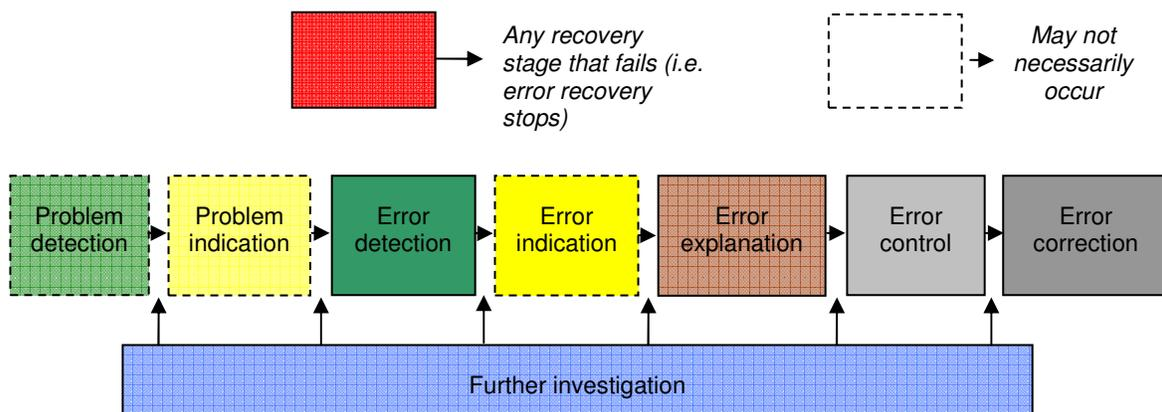 Any recovery
stage that fails (i.e.
error recovery
stops)
May not
necessarily
occur
Problem
detection
Problem
indication
Error
detection
Error
indication
Error
explanation
Error
control
Error
correction
Further investigation